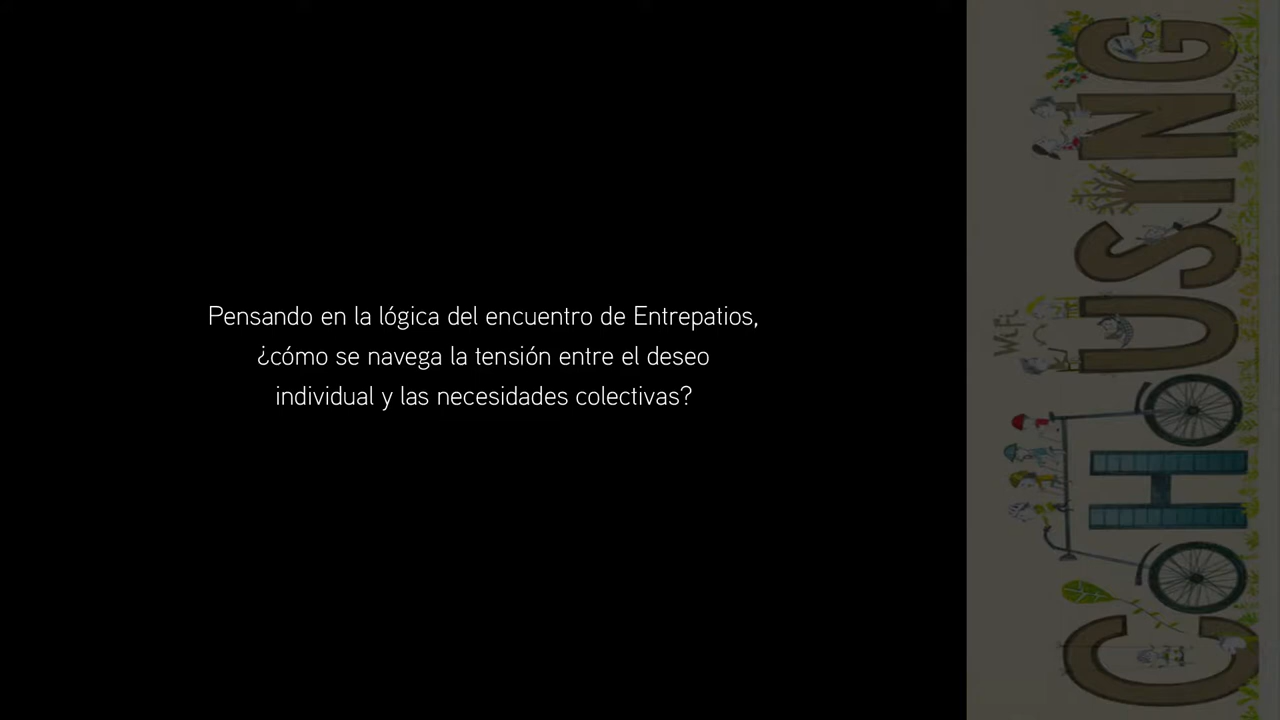 Pensando en la lógica del encuentro de Entrepatios,
¿cómo se navega la tensión entre el deseo
individual y las necesidades colectivas?
COHOUSING
WiFi